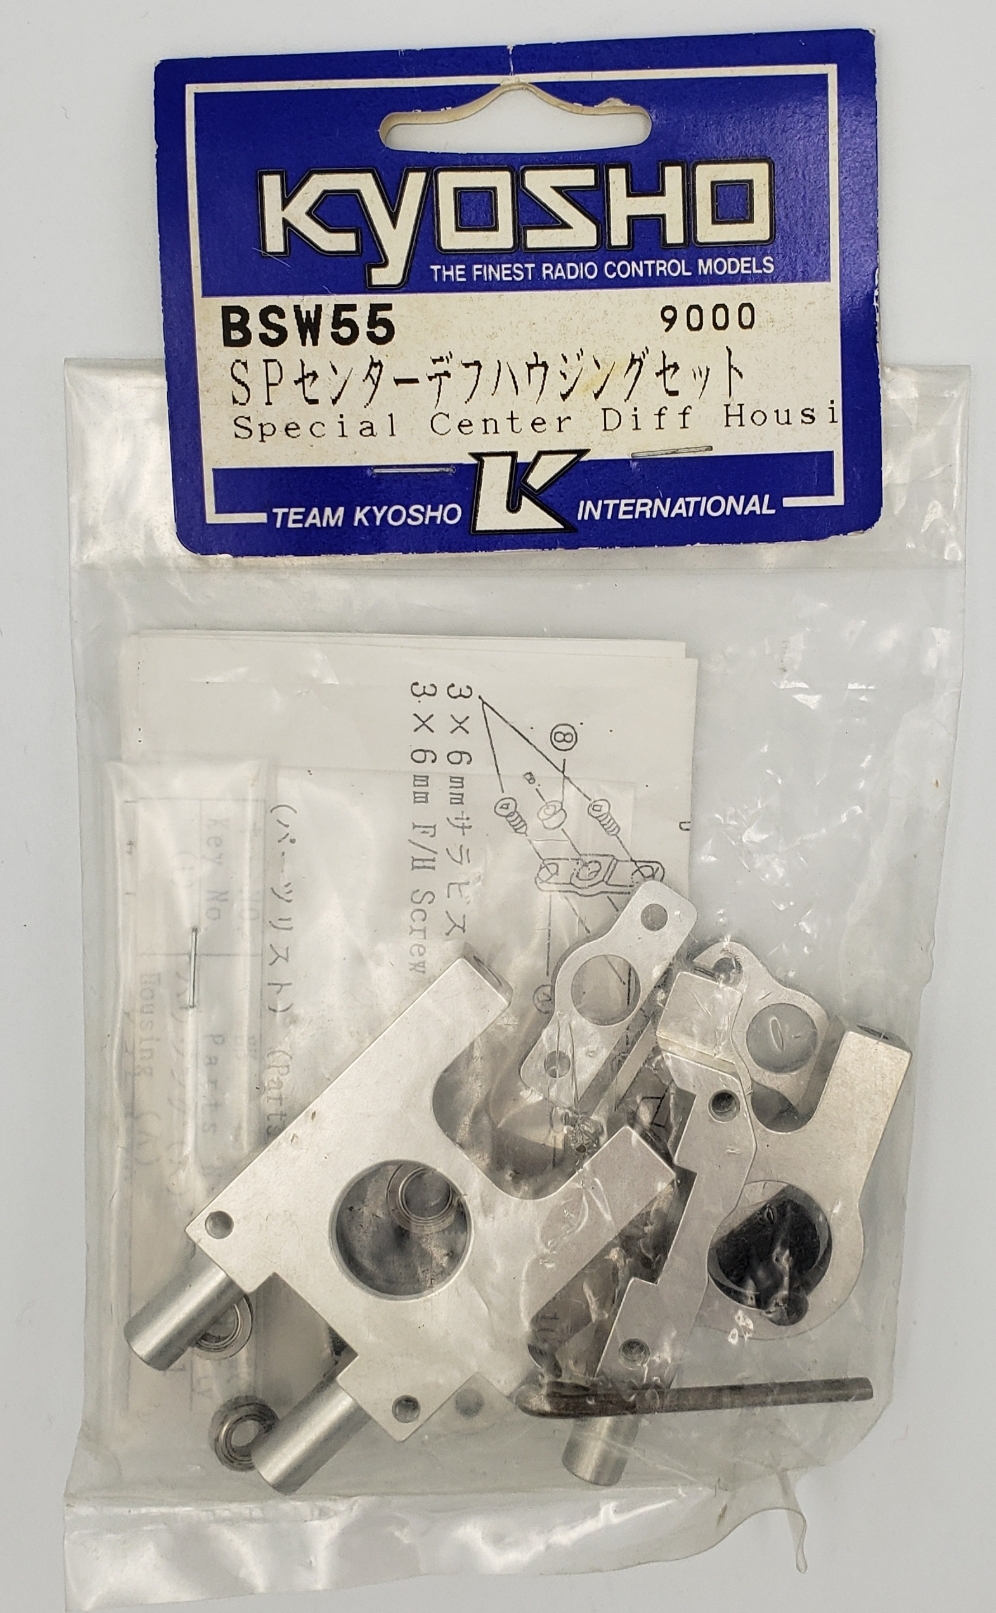 KYOSHO
THE FINEST RADIO CONTROL MODELS
BSW55 9000
SPセンターデフハウジングセット
Special Center Diff Housi
TEAM KYOSHO K INTERNATIONAL
⑧
3×6mmサラビス
3×6mm F/H Screw
(パーツリスト) (Parts
Key No. Parts N
Housing (A)